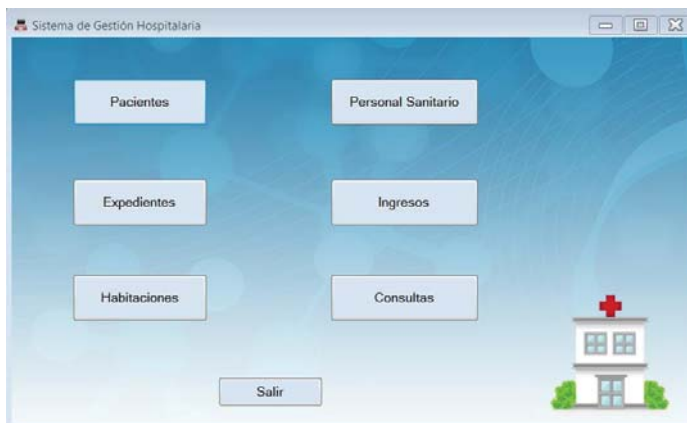 Sistema de Gestión Hospitalaria
Pacientes
Personal Sanitario
Expedientes
Ingresos
Habitaciones
Consultas
Salir